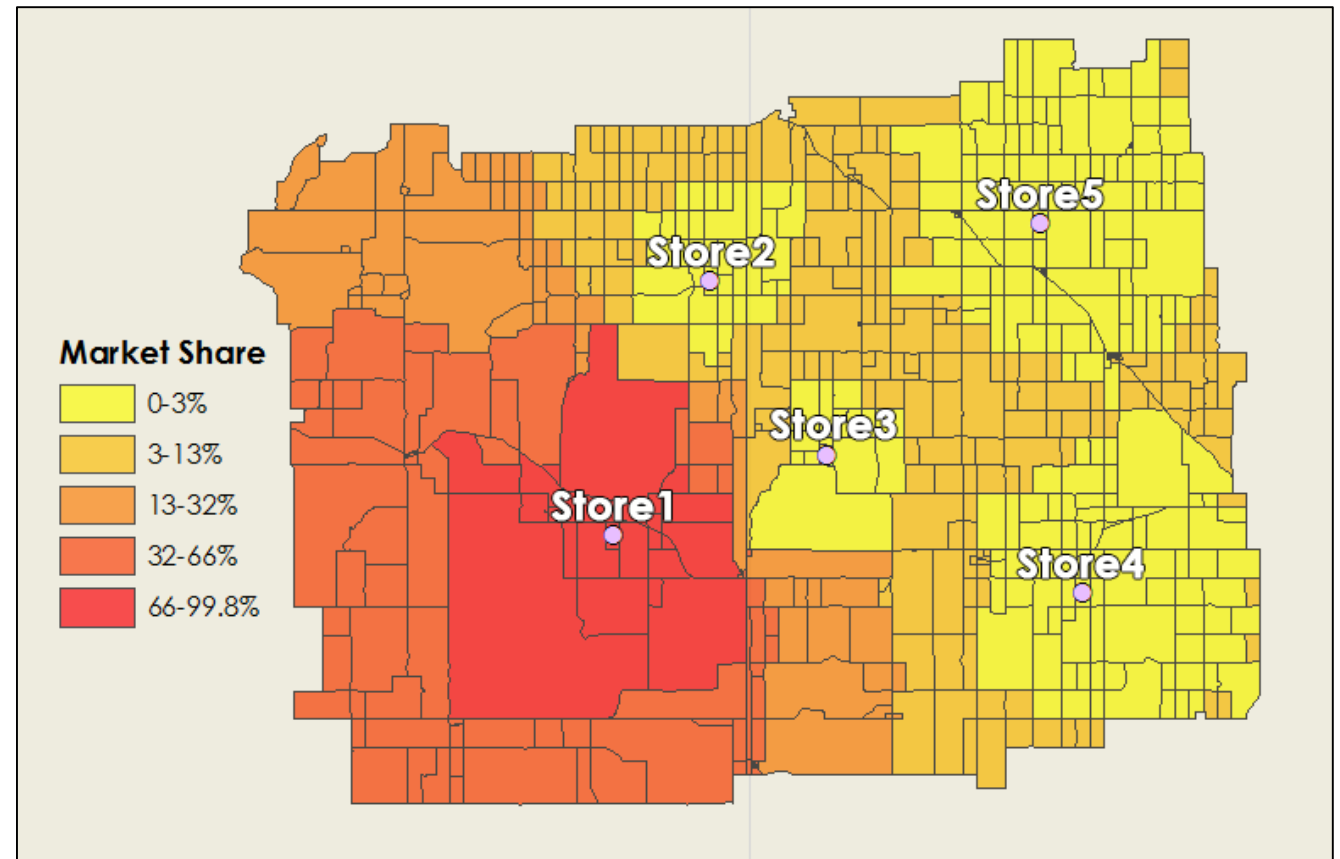 Store5
Store2
Market Share
0-3%
3-13%
13-32%
32-66%
66-99.8%
Store3
Store1
Store4